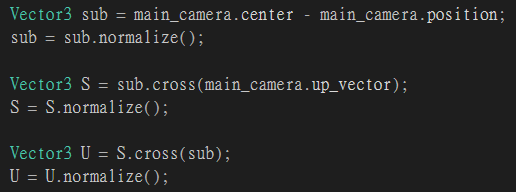 Vector3 sub = main_camera.center - main_camera.position;
sub = sub.normalize();
Vector3 S = sub.cross(main_camera.up_vector);
S = S.normalize();
Vector3 U = S.cross(sub);
U = U.normalize();